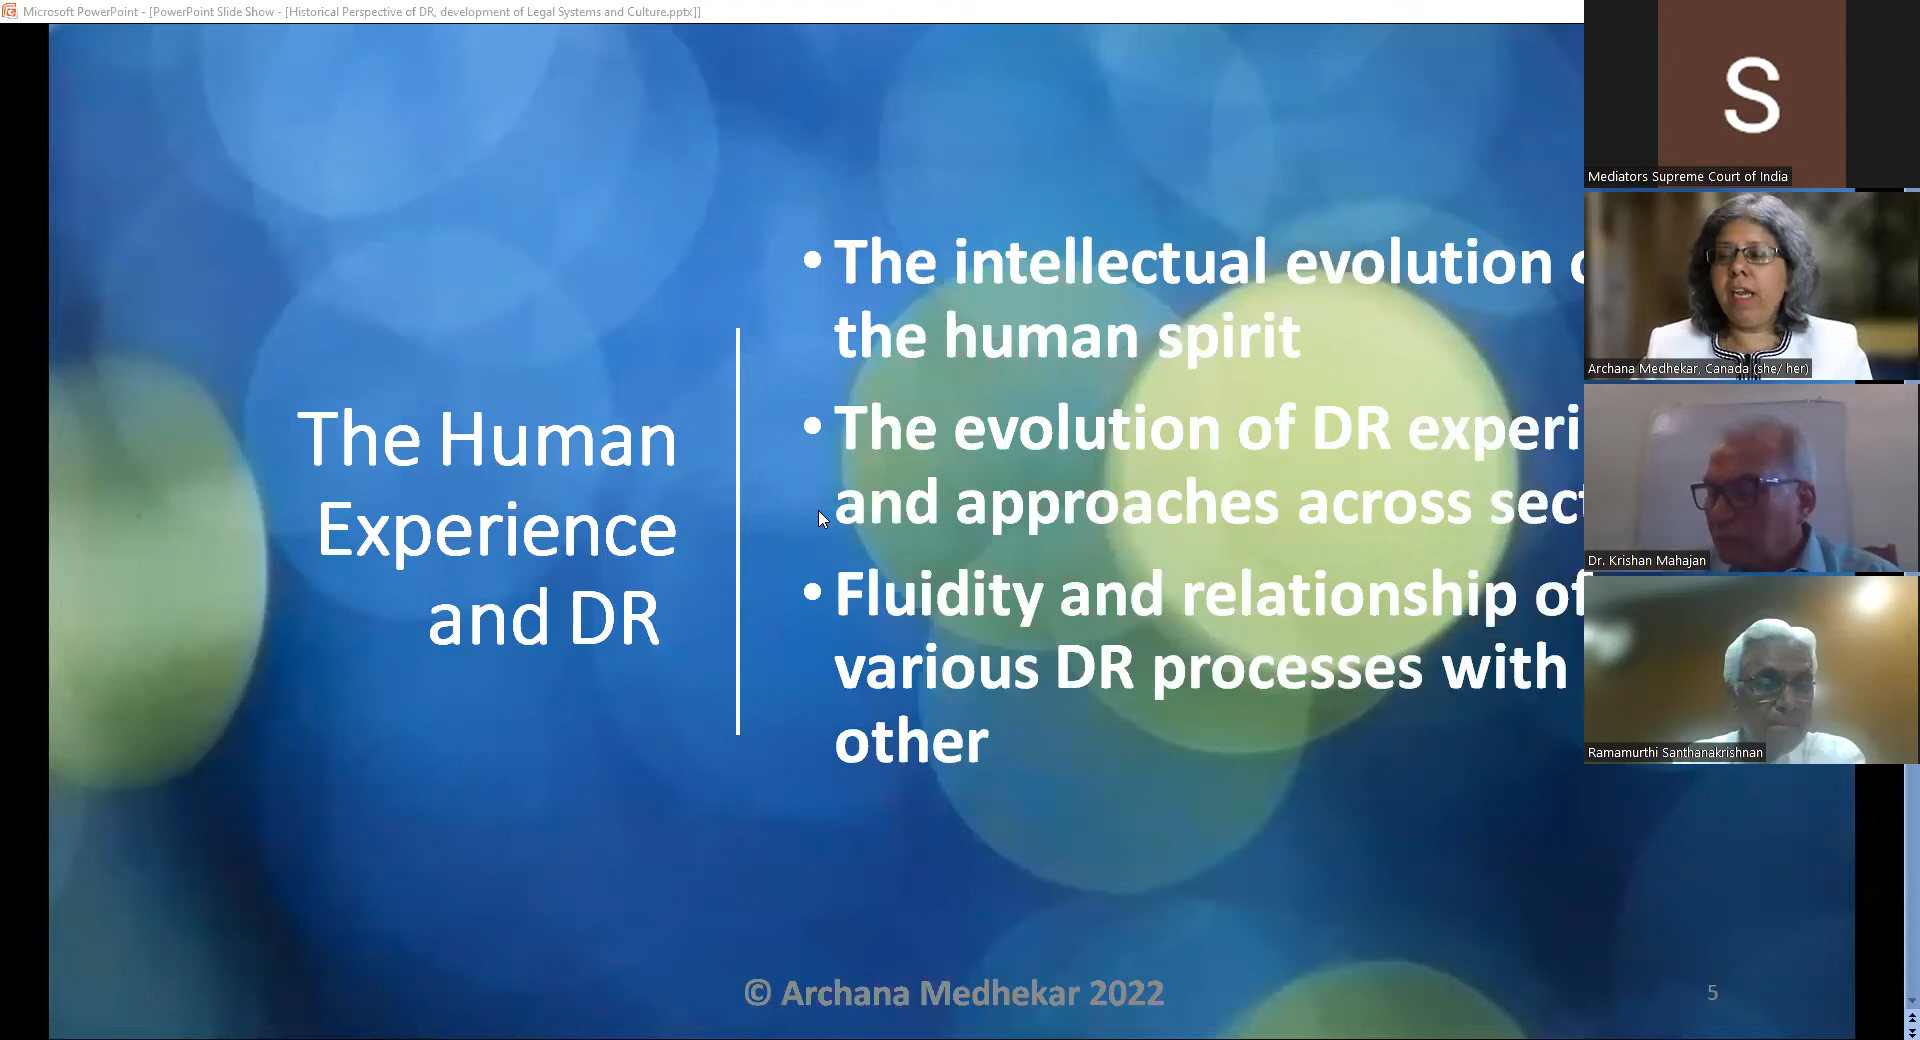 Microsoft PowerPoint - [PowerPoint Slide Show - [Historical Perspective of DR, development of Legal Systems and Culture.pptx]]
The Human
Experience
and DR
• The intellectual evolution
the human spirit
• The evolution of DR
and approaches across
• Fluidity and relationship of
various DR processes with
other
© Archana Medhekar 2022
5
S
Mediators Supreme Court of India
Archana Medhekar, Canada (she/ her)
Dr. Krishan Mahajan
Ramamurthi Santhanakrishnan